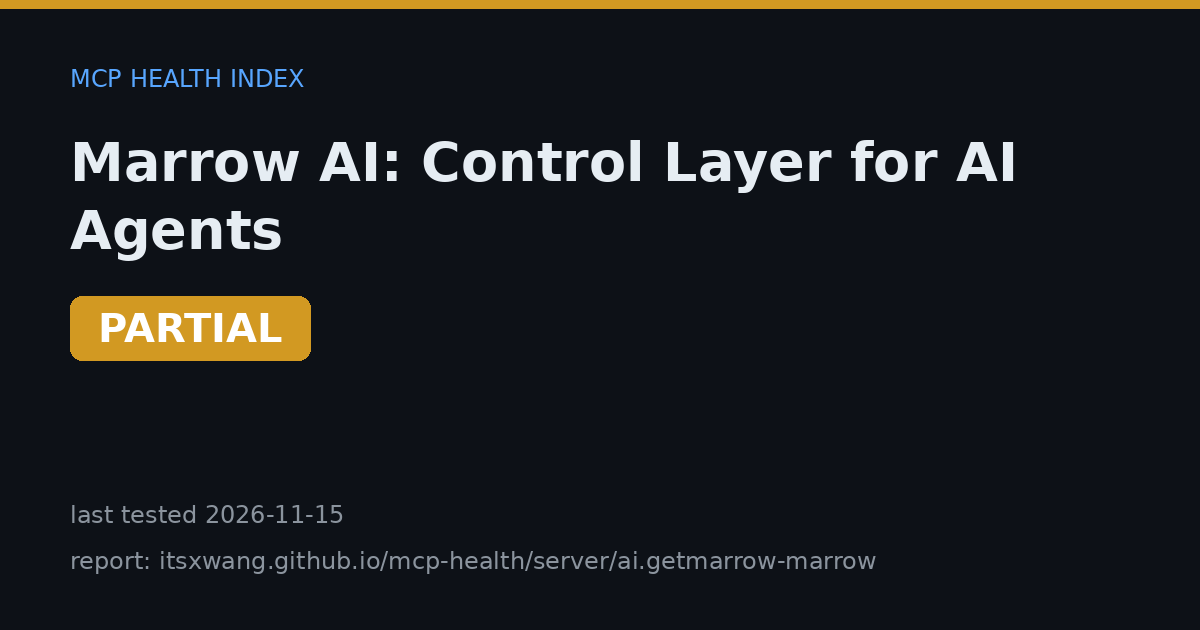 MCP HEALTH INDEX
Marrow AI: Control Layer for AI
Agents
PARTIAL
last tested 2026-11-15
report: itsxwang.github.io/mcp-health/server/ai.getmarrow-marrow